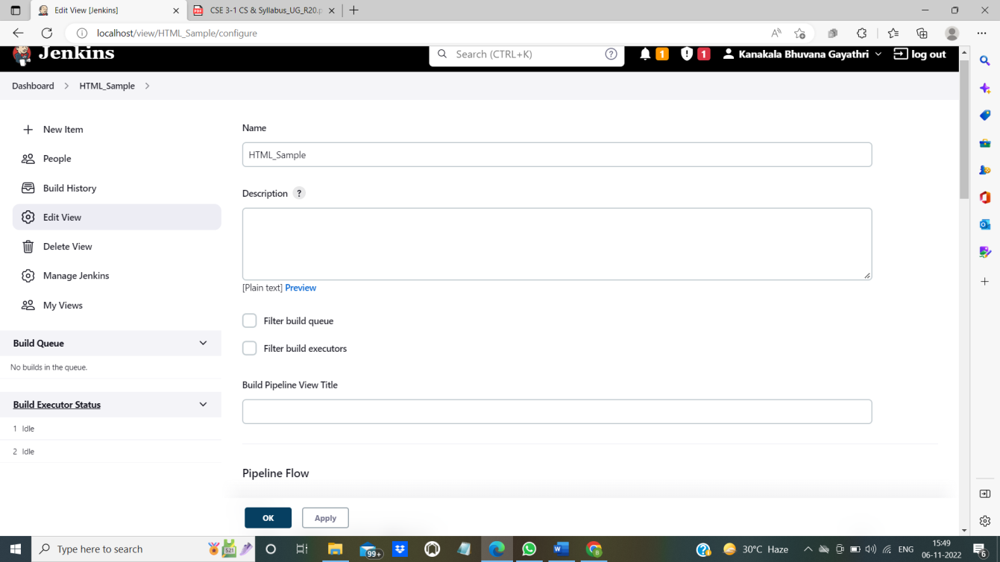 Edit View [Jenkins]
CSE 3-1 CS & Syllabus_UG_R20.p
localhost/view/HTML_Sample/configure
Jenkins
Search (CTRL+K)
?
1
1
Kanakala Bhuvana Gayathri
log out
Dashboard
HTML_Sample
New Item
People
Build History
Edit View
Delete View
Manage Jenkins
My Views
Build Queue
No builds in the queue.
Build Executor Status
1 Idle
2 Idle
Name
HTML_Sample
Description ?
[Plain text] Preview
Filter build queue
Filter build executors
Build Pipeline View Title
Pipeline Flow
OK
Apply
Type here to search
99+
30°C Haze
ENG
15:49
06-11-2022
6